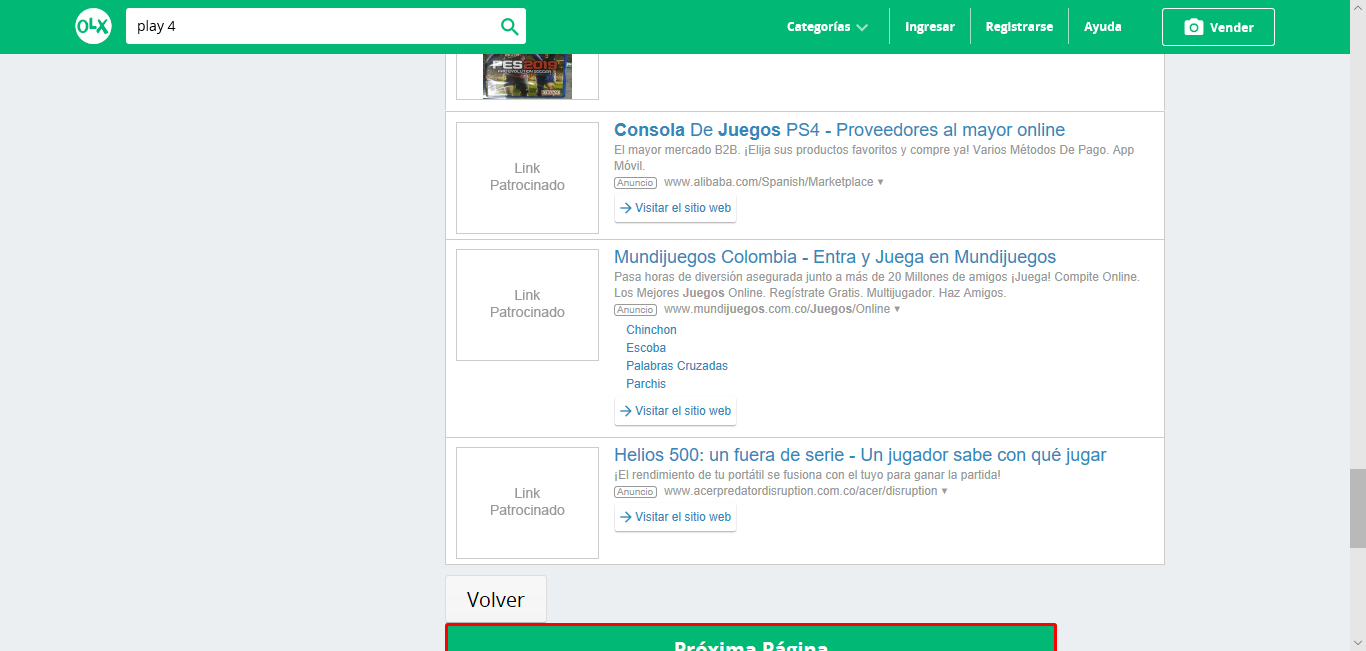 OLX
play 4
Categorías
Ingresar
Registrarse
Ayuda
Vender
PES 2019
PRO EVOLUTION SOCCER
Link
Patrocinado
Consola De Juegos PS4 - Proveedores al mayor online
El mayor mercado B2B. ¡Elija sus productos favoritos y compre ya! Varios Métodos De Pago. App
Móvil.
Anuncio www.alibaba.com/Spanish/Marketplace ▼
→ Visitar el sitio web
Link
Patrocinado
Mundijuegos Colombia - Entra y Juega en Mundijuegos
Pasa horas de diversión asegurada junto a más de 20 Millones de amigos ¡Juega! Compite Online.
Los Mejores Juegos Online. Regístrate Gratis. Multijugador. Haz Amigos.
Anuncio www.mundijuegos.com.co/Juegos/Online ▼
Chinchon
Escoba
Palabras Cruzadas
Parchis
→ Visitar el sitio web
Link
Patrocinado
Helios 500: un fuera de serie - Un jugador sabe con qué jugar
¡El rendimiento de tu portátil se fusiona con el tuyo para ganar la partida!
Anuncio www.acerpredatordisruption.com.co/acer/disruption ▼
→ Visitar el sitio web
Volver
Próxima Página